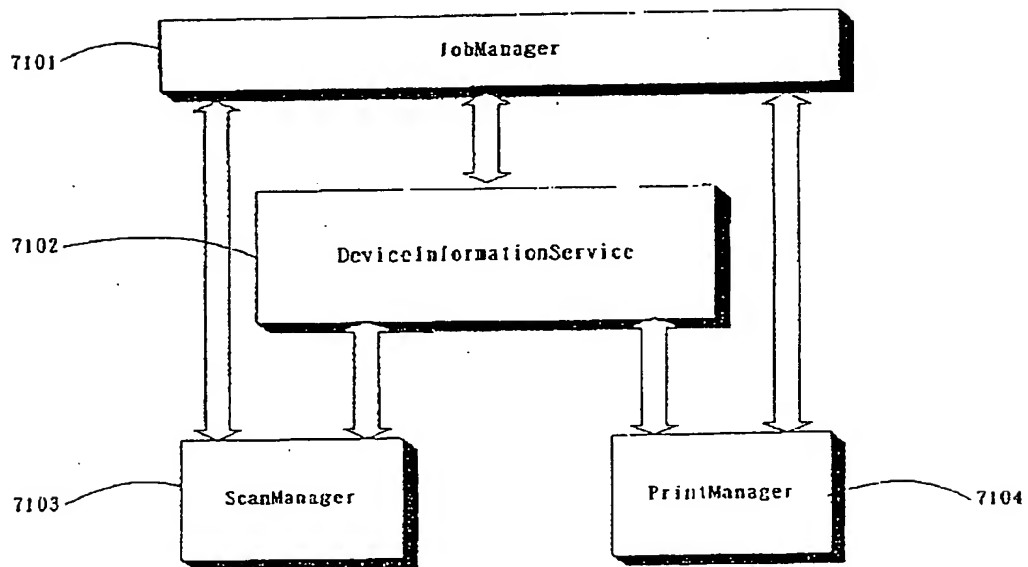 7101
JobManager
7102
DeviceInformationService
7103
ScanManager
PrintManager
7104